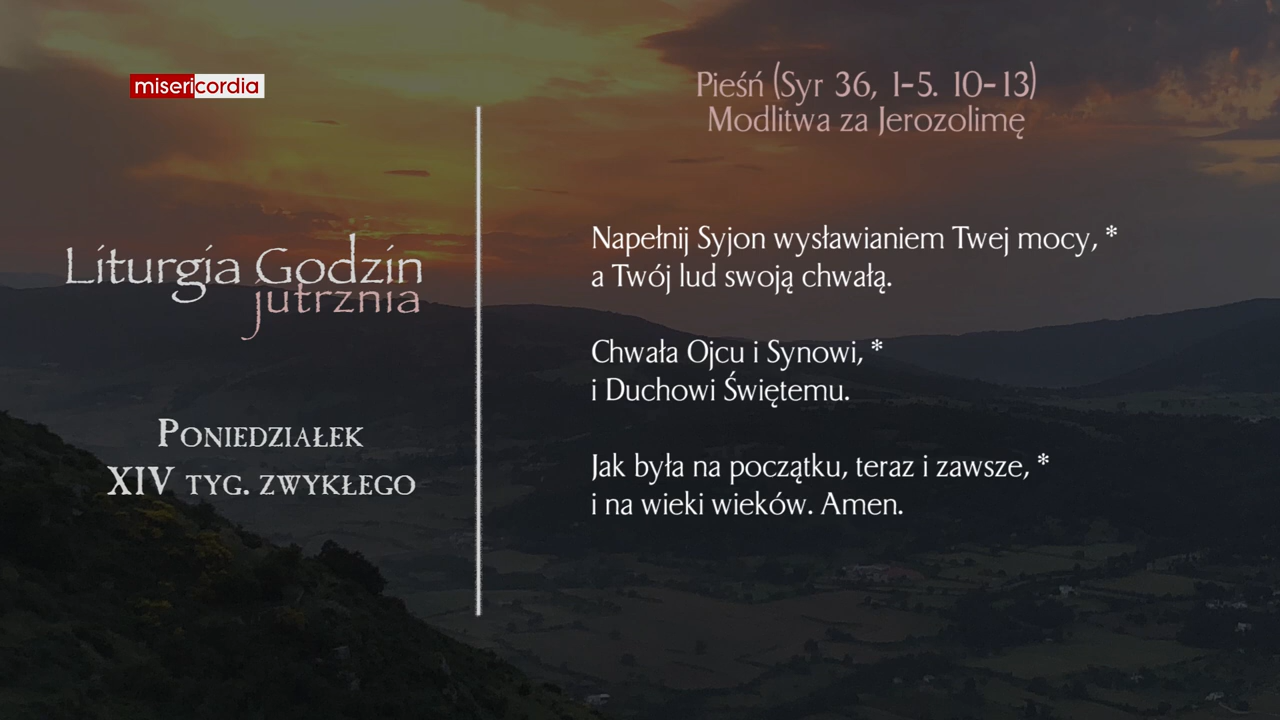 misericordia
Liturgia Godzin
jutrznia
Poniedziałek
XIV tyg. zwykłego
Pieśń (Syr 36, 1-5. 10-13)
Modlitwa za Jerozolimę
Napełnij Syjon wysławianiem Twej mocy, *
a Twój lud swoją chwałą.
Chwała Ojcu i Synowi, *
i Duchowi Świętemu.
Jak była na początku, teraz i zawsze, *
i na wieki wieków. Amen.